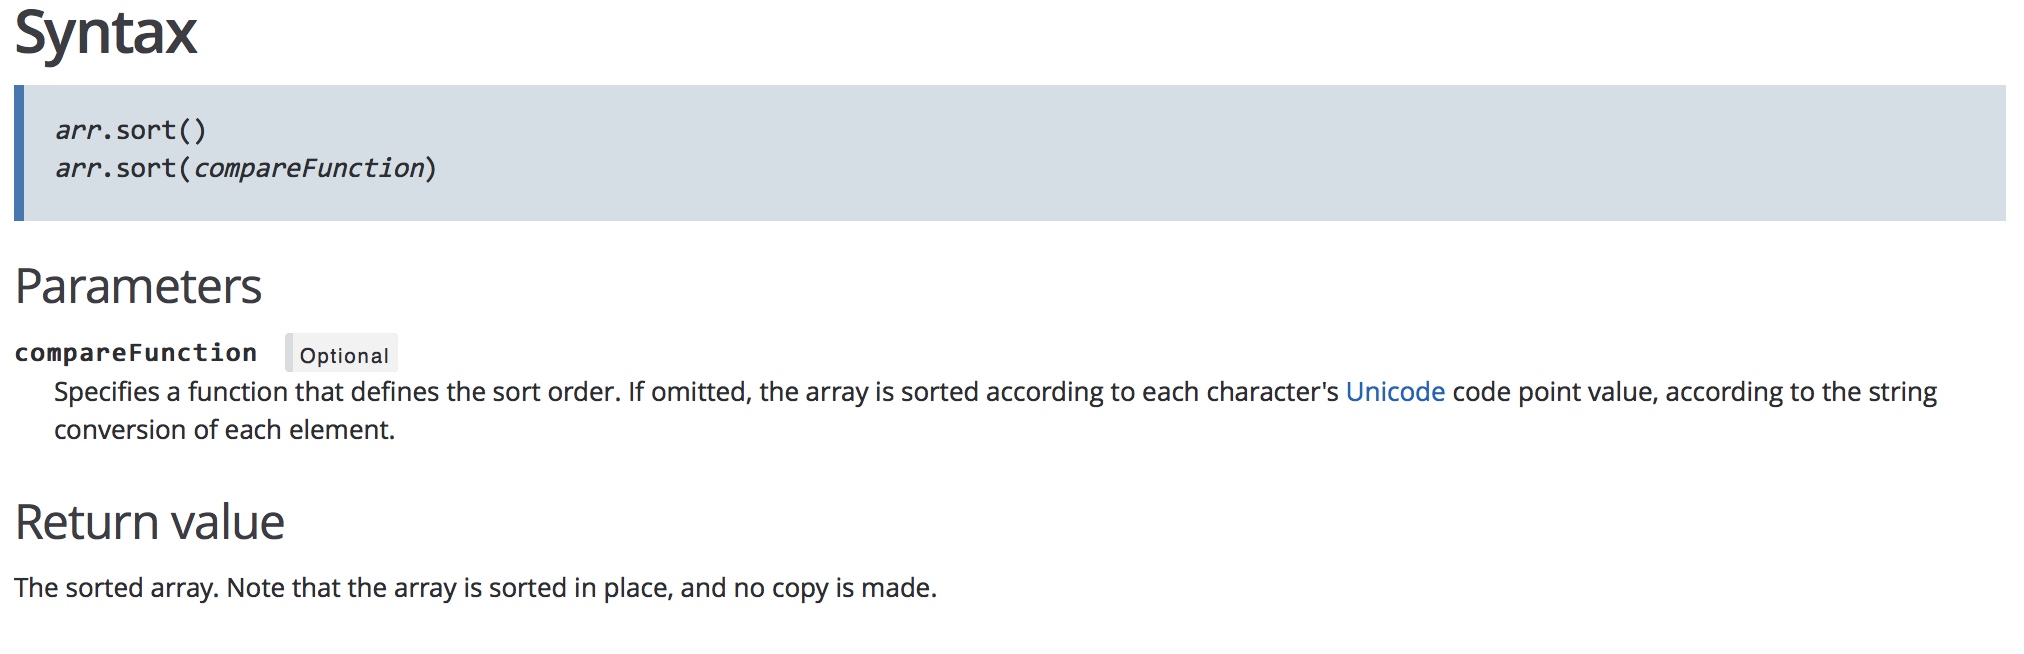 Syntax
arr.sort()
arr.sort(compareFunction)
Parameters
compareFunction Optional
Specifies a function that defines the sort order. If omitted, the array is sorted according to each character's Unicode code point value, according to the string
conversion of each element.
Return value
The sorted array. Note that the array is sorted in place, and no copy is made.